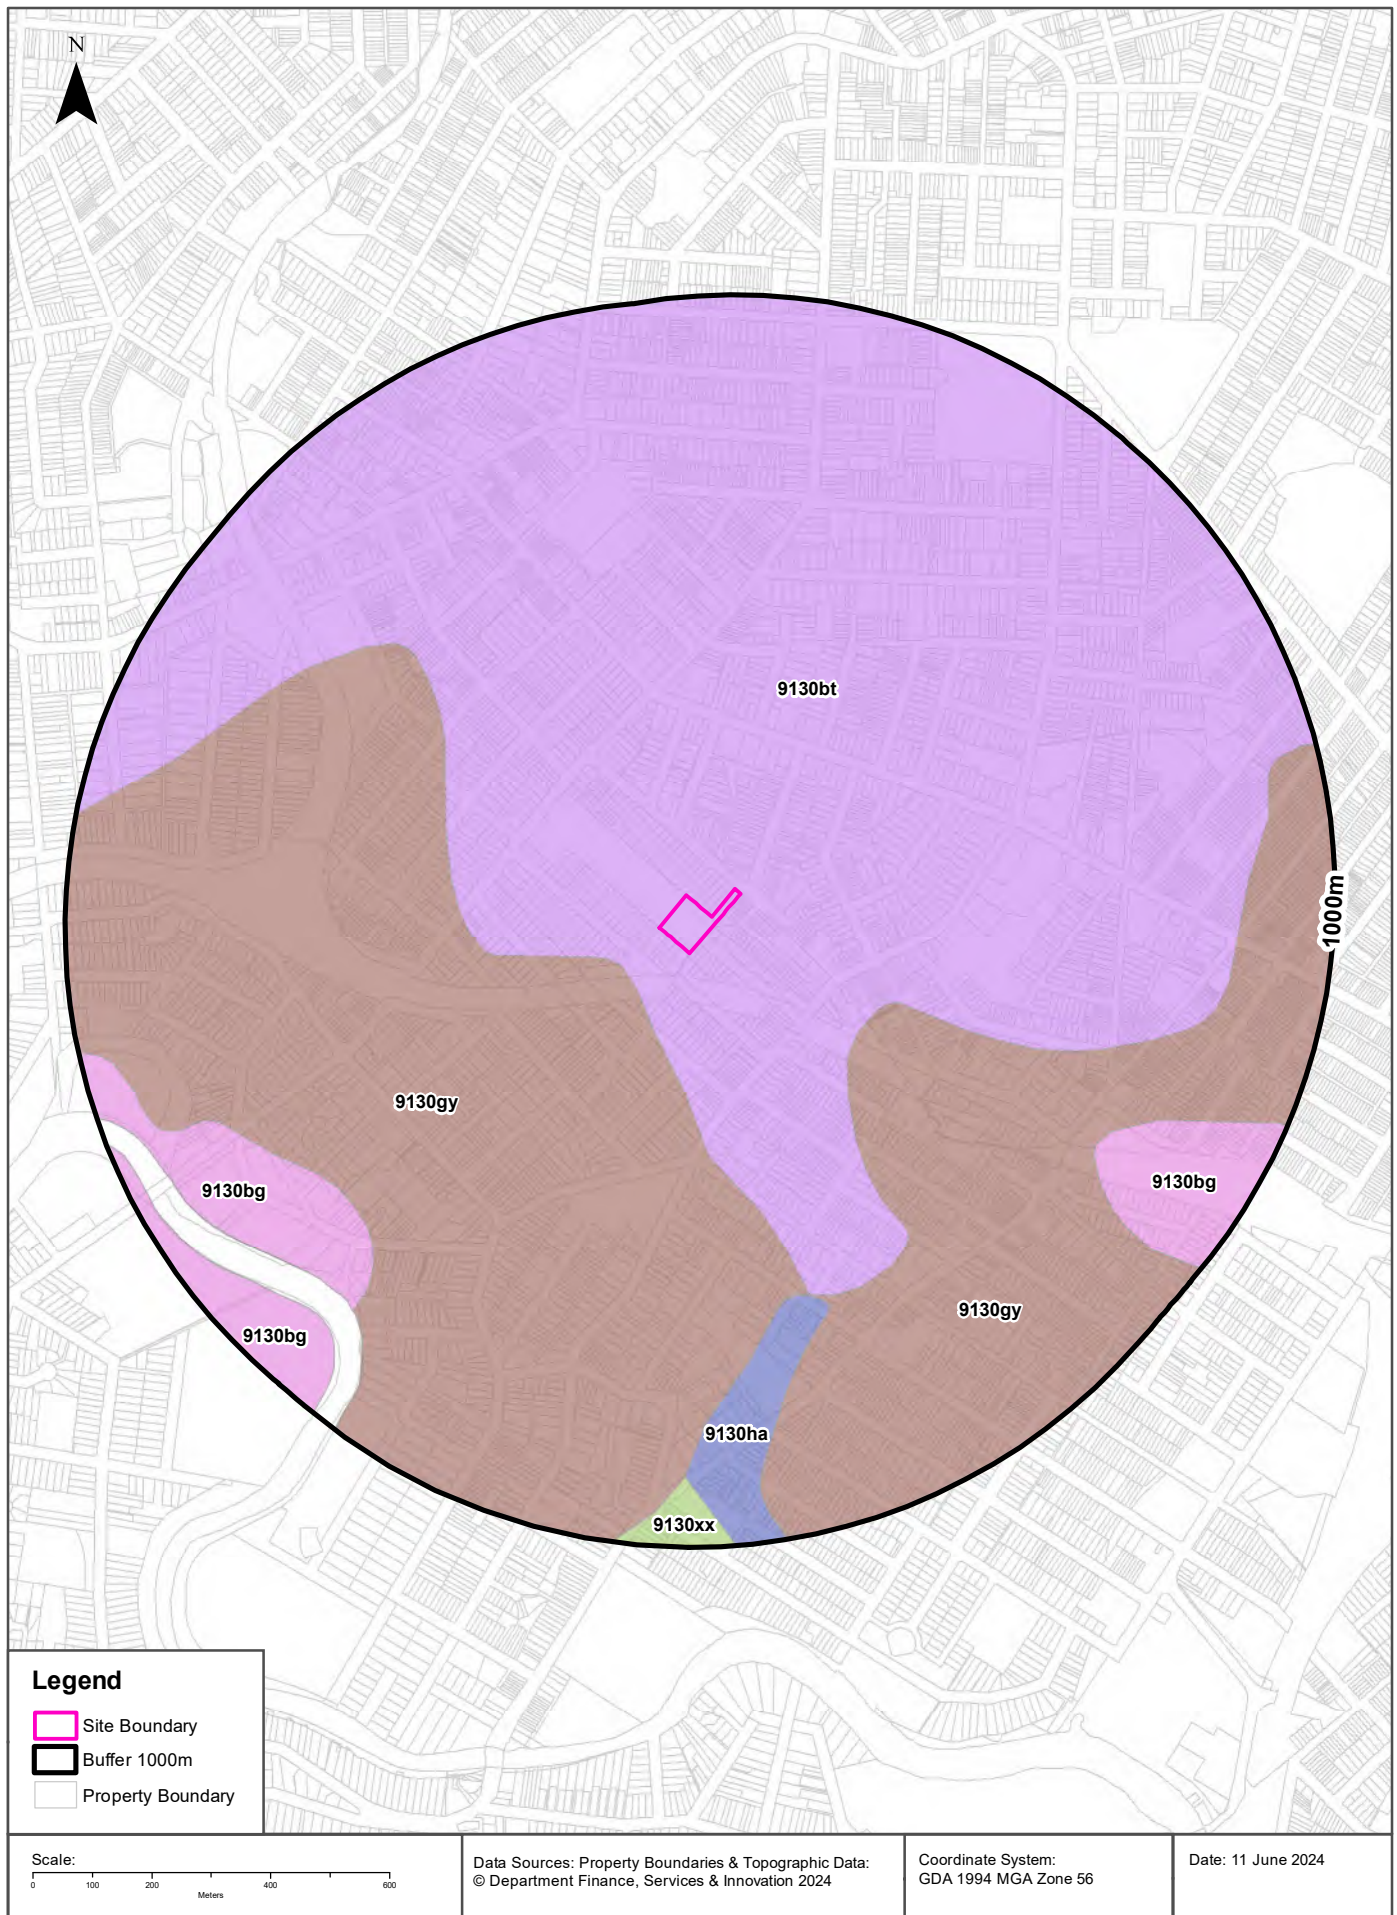 N
9130bt
1000m
9130gy
9130bg
9130bg
9130gy
9130bg
9130ha
9130xx
Legend
Site Boundary
Buffer 1000m
Property Boundary
Scale:
0 100 200 400 600
Meters
Data Sources: Property Boundaries & Topographic Data:
© Department Finance, Services & Innovation 2024
Coordinate System:
GDA 1994 MGA Zone 56
Date: 11 June 2024